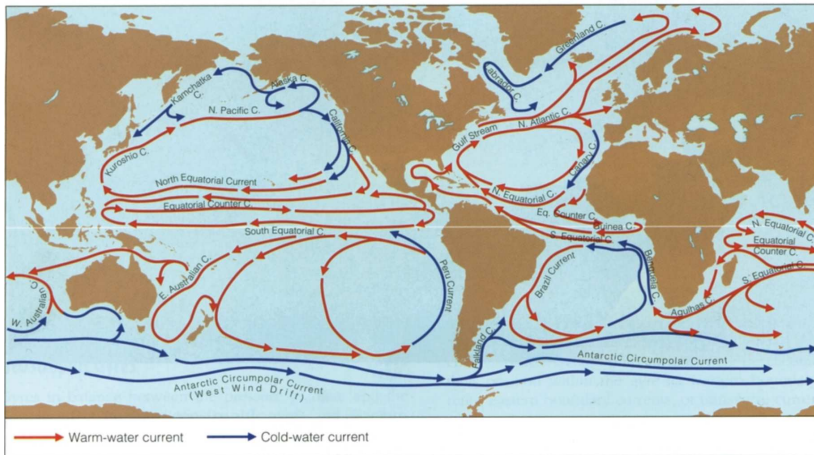 Greenland C.
Labrador C.
Alaska C.
Kamchatka
C.
N. Pacific C.
California C.
Kuroshio C.
Gulf Stream
N. Atlantic C.
Canary C.
North Equatorial Current
Equatorial Counter C.
South Equatorial C.
N. Equatorial C.
Eq. Counter C.
Guinea C.
S. Equatorial C.
N. Equatorial C.
Equatorial
Counter C.
S. Equatorial C.
W. Australian C.
E. Australian C.
Peru Current
Brazil Current
Benguela C.
Agulhas C.
Falkland C.
Antarctic Circumpolar Current
(West Wind Drift)
Antarctic Circumpolar Current
Warm-water current
Cold-water current